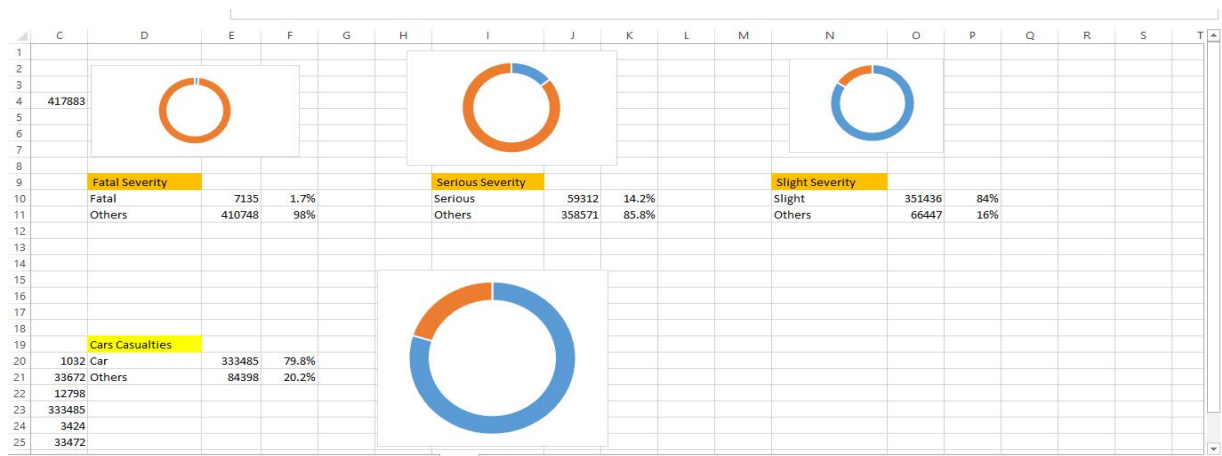 C D E F G H I J K L M N O P Q R S T
1
2
3
4 417883
5
6
7
8
9 Fatal Severity Serious Severity Slight Severity
10 Fatal 7135 1.7% Serious 59312 14.2% Slight 351436 84%
11 Others 410748 98% Others 358571 85.8% Others 66447 16%
12
13
14
15
16
17
18
19 Cars Casualties
20 1032 Car 333485 79.8%
21 33672 Others 84398 20.2%
22 12798
23 333485
24 3424
25 33472